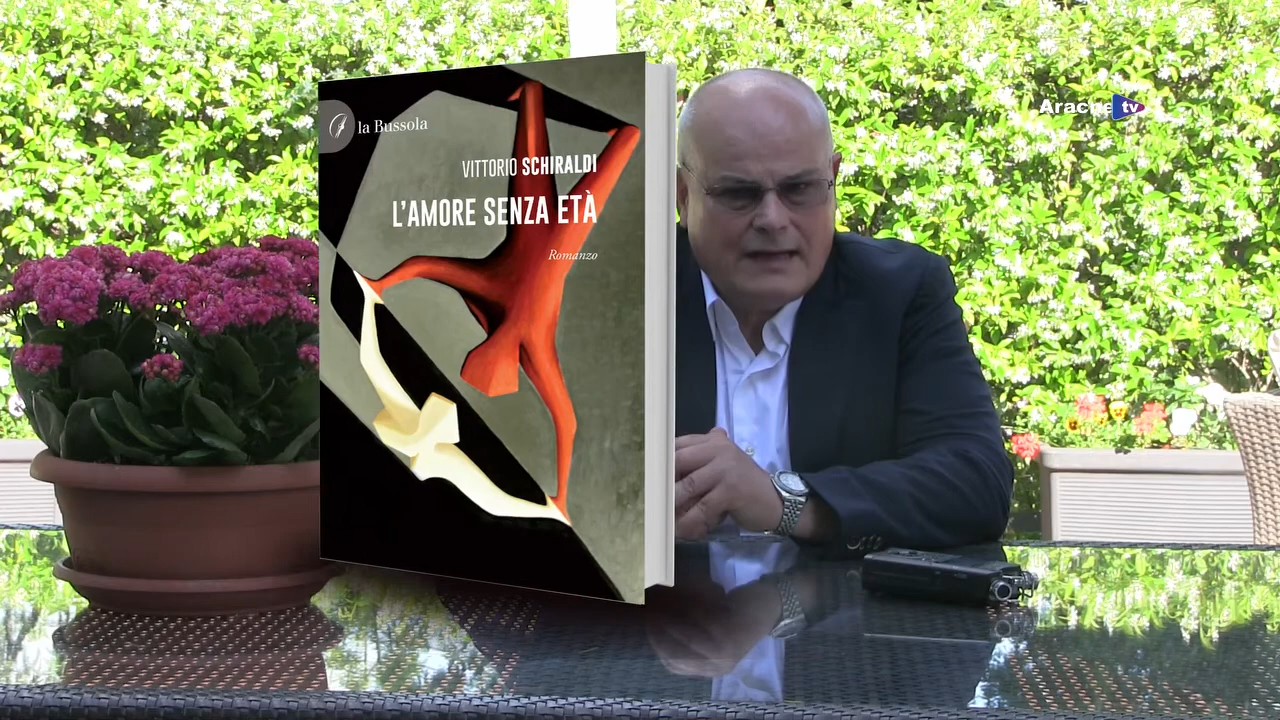 la Bussola
VITTORIO SCHIRALDI
L'AMORE SENZA ETÀ
Romanzo
Aracne tv